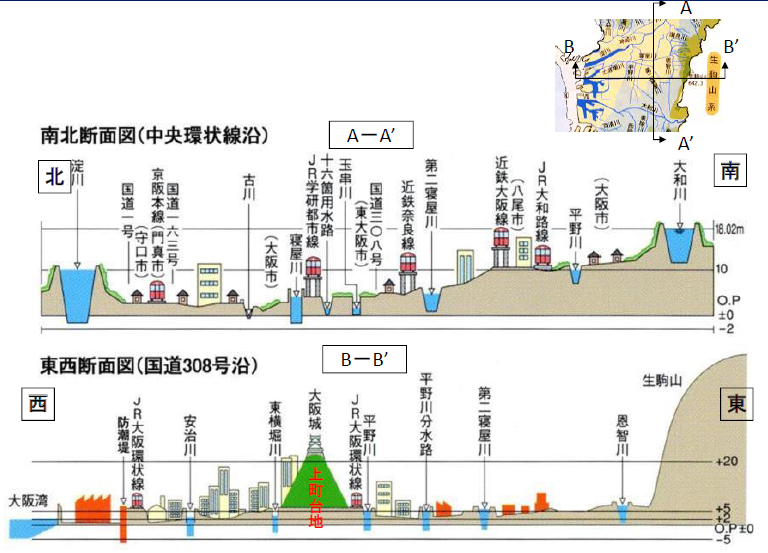 A
B
B’
生駒山系
642.3
A’
南北断面図(中央環状線沿)
A－A’
北
南
淀川
国道一号
京阪本線
(守口市)
(門真市)
国道一六三号
古川
(大阪市)
寝屋川
JR学研都市線
十六箇用水路
玉串川
(東大阪市)
国道三〇八号
近鉄奈良線
第二寝屋川
近鉄大阪線
(八尾市)
JR大和路線
平野川
(大阪市)
大和川
18.02m
10
O.P
±0
−2
東西断面図(国道308号沿)
B－B’
西
東
生駒山
大阪湾
防潮堤
JR大阪環状線
安治川
東横堀川
大阪城
上町台地
JR大阪環状線
平野川
平野川分水路
第二寝屋川
恩智川
+20
+5
+2
O.P±0
−5